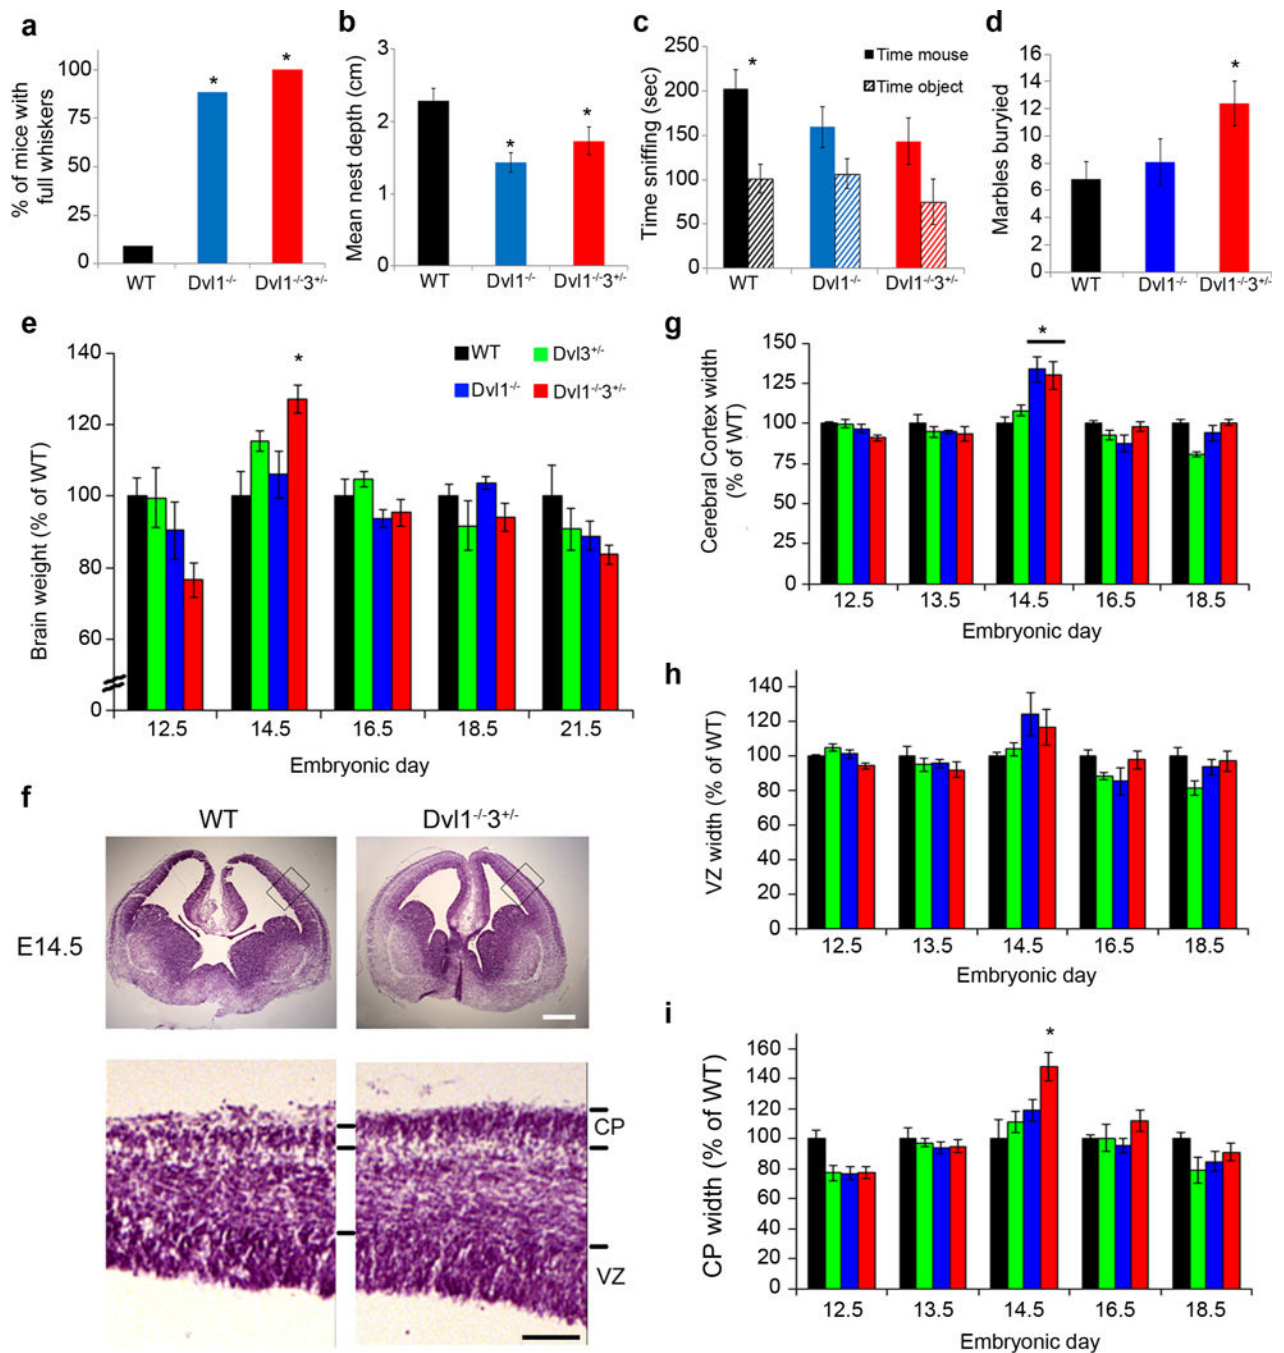 a
% of mice with
full whiskers
100
75
50
25
0
*
*
WT
Dvl1-/-
Dvl1-/-3+/-
b
Mean nest depth (cm)
3
2
1
0
*
*
WT
Dvl1-/-
Dvl1-/-3+/-
c
Time sniffing (sec)
250
200
150
100
50
0
*
Time mouse
Time object
WT
Dvl1-/-
Dvl1-/-3+/-
d
Marbles buryied
16
14
12
10
8
6
4
2
0
*
WT
Dvl1-/-
Dvl1-/-3+/-
e
Brain weight (% of WT)
140
120
100
80
60
0
*
WT
Dvl3+/-
Dvl1-/-
Dvl1-/-3+/-
12.5 14.5 16.5 18.5 21.5
Embryonic day
f
WT
Dvl1-/-3+/-
E14.5
CP
VZ
g
Cerebral Cortex width
(% of WT)
150
125
100
75
50
25
0
*
12.5 13.5 14.5 16.5 18.5
Embryonic day
h
VZ width (% of WT)
140
120
100
80
60
40
20
0
12.5 13.5 14.5 16.5 18.5
Embryonic day
i
CP width (% of WT)
160
140
120
100
80
60
40
20
0
*
12.5 13.5 14.5 16.5 18.5
Embryonic day